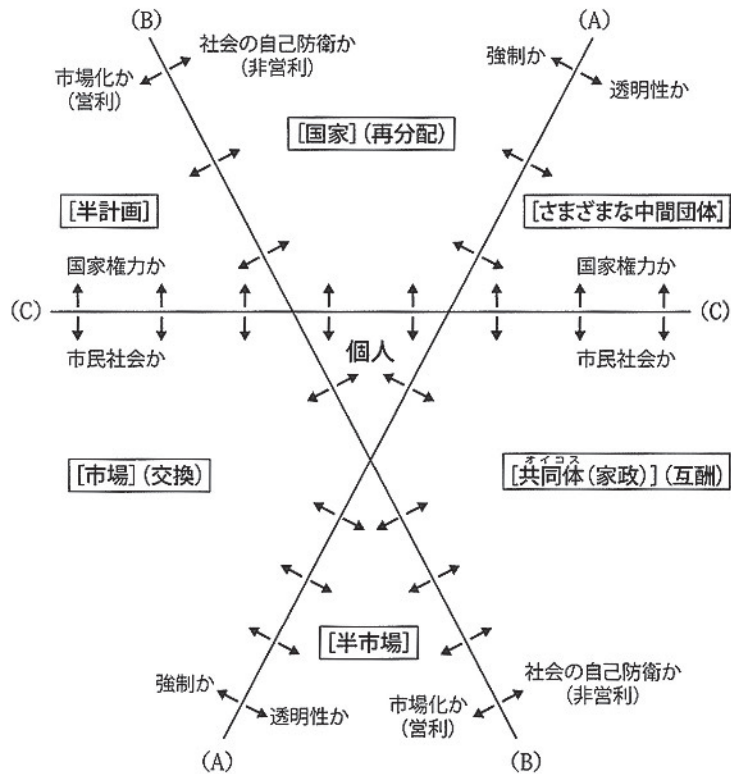 (B)
(A)
社会の自己防衛か
(非営利)
市場化か
(営利)
強制か
透明性か
[国家](再分配)
[半計画]
[さまざまな中間団体]
国家権力か
国家権力か
(C)
(C)
市民社会か
市民社会か
個人
[市場](交換)
オイコス
[共同体(家政)](互酬)
[半市場]
強制か
透明性か
社会の自己防衛か
(非営利)
市場化か
(営利)
(A)
(B)